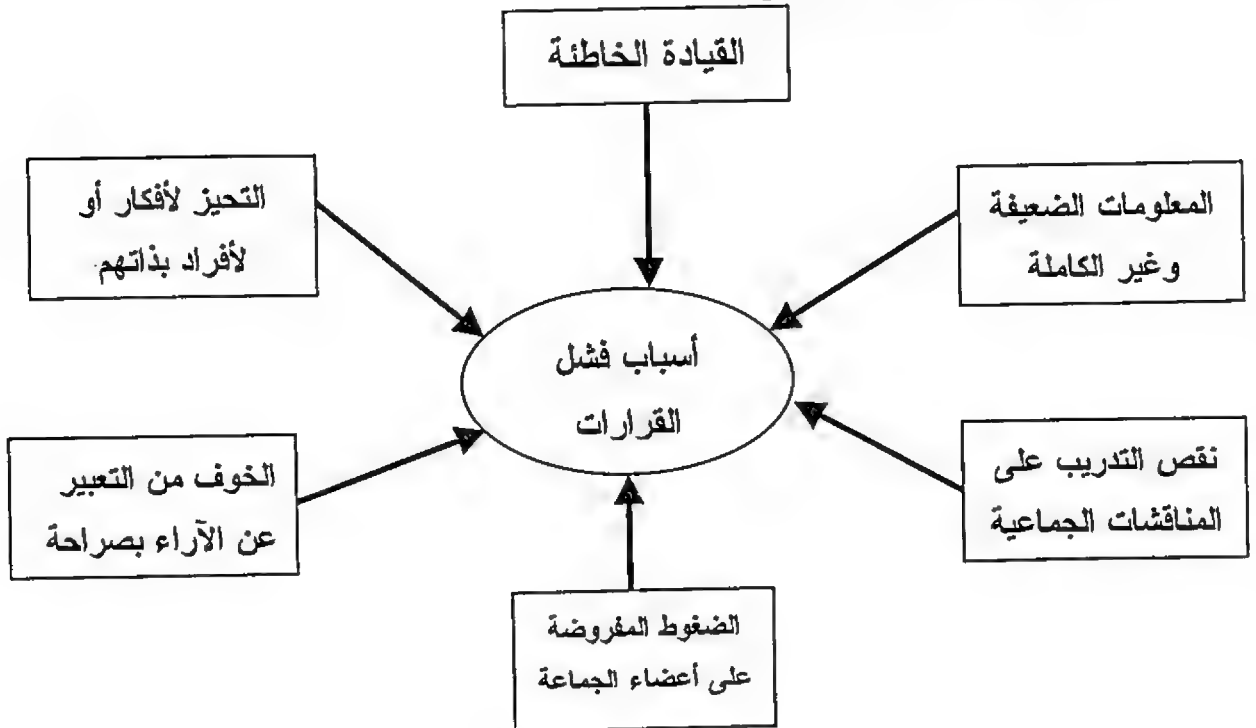 القيادة الخاطئة
المعلومات الضعيفة
وغير الكاملة
التحيز لأفكار أو
لأفراد بذاتهم
أسباب فشل
القرارات
نقص التدريب على
المناقشات الجماعية
الخوف من التعبير
عن الآراء بصراحة
الضغوط المفروضة
على أعضاء الجماعة